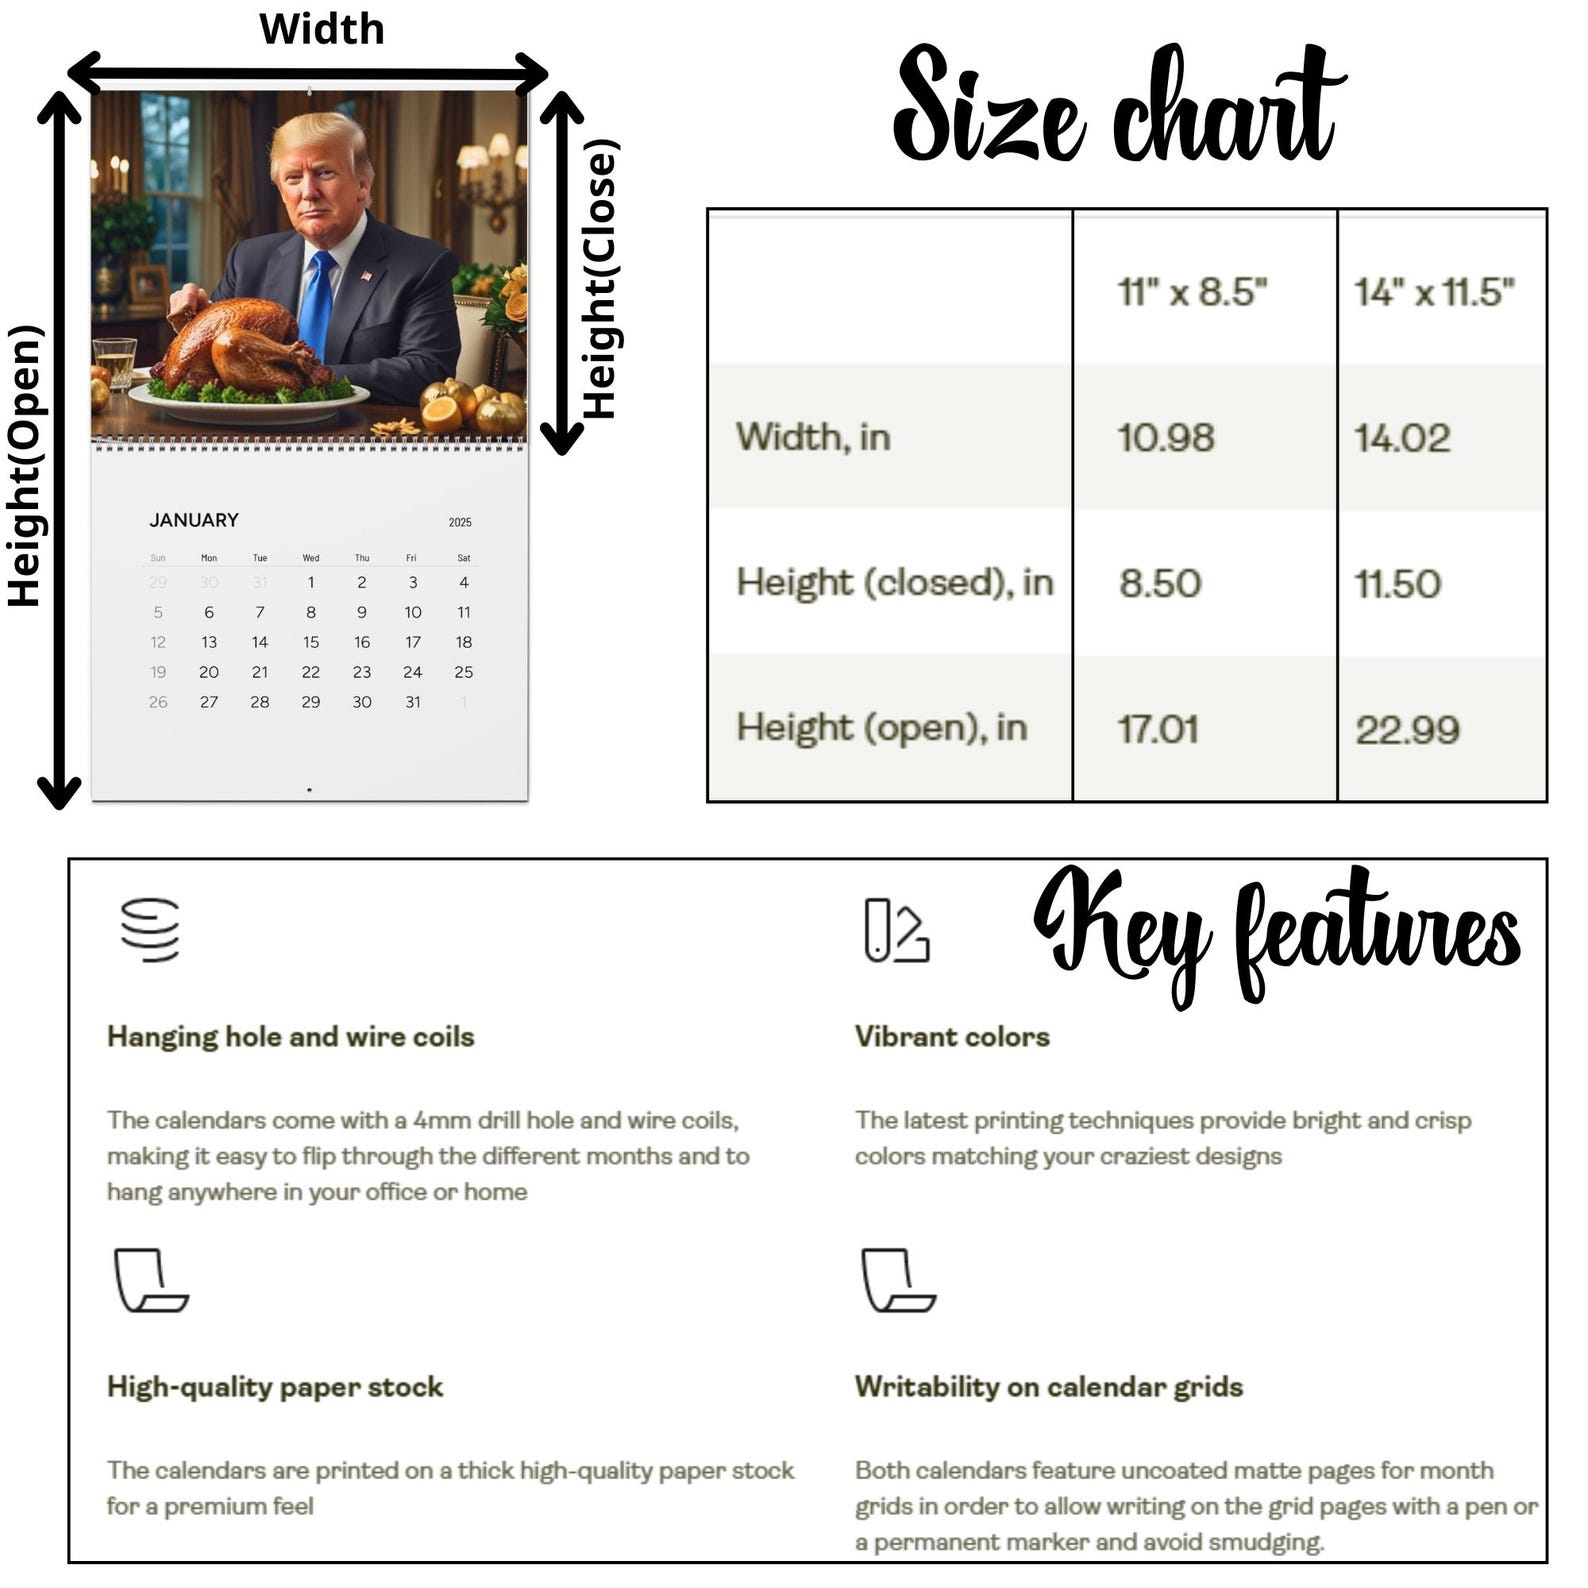 Width
Height(Open)
Height(Close)
JANUARY 2025
Sun Mon Tue Wed Thu Fri Sat
29 30 31 1 2 3 4
5 6 7 8 9 10 11
12 13 14 15 16 17 18
19 20 21 22 23 24 25
26 27 28 29 30 31 1
Size chart
11" x 8.5" 14" x 11.5"
Width, in 10.98 14.02
Height (closed), in 8.50 11.50
Height (open), in 17.01 22.99
Key features
Hanging hole and wire coils
The calendars come with a 4mm drill hole and wire coils,
making it easy to flip through the different months and to
hang anywhere in your office or home
Vibrant colors
The latest printing techniques provide bright and crisp
colors matching your craziest designs
High-quality paper stock
The calendars are printed on a thick high-quality paper stock
for a premium feel
Writability on calendar grids
Both calendars feature uncoated matte pages for month
grids in order to allow writing on the grid pages with a pen or
a permanent marker and avoid smudging.